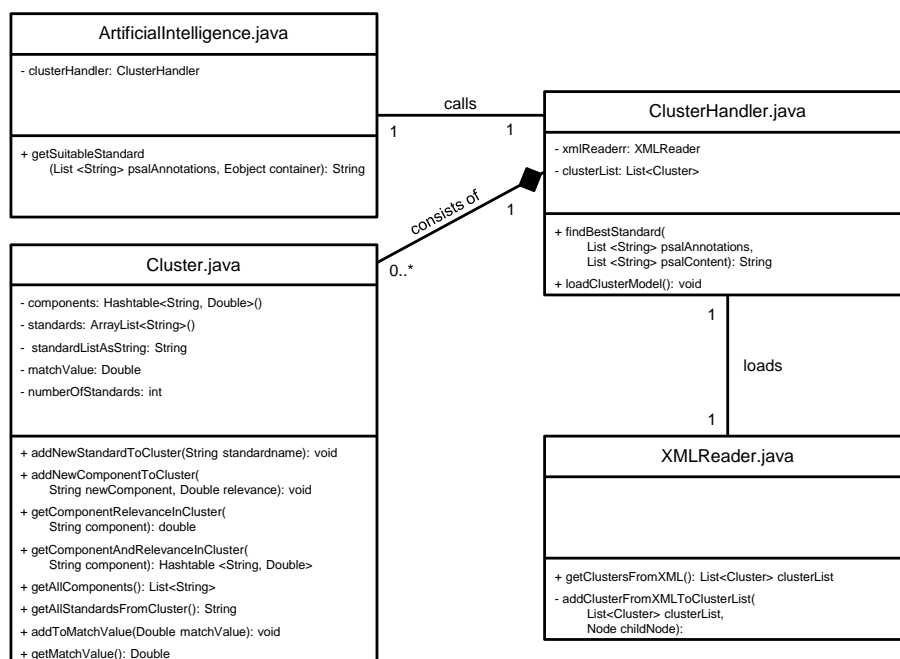 ArtificialIntelligence.java
- clusterHandler: ClusterHandler
+ getSuitableStandard
(List <String> psalAnnotations, Eobject container): String
calls
1
1
ClusterHandler.java
- xmlReaderr: XMLReader
- clusterList: List<Cluster>
+ findBestStandard(
List <String> psalAnnotations,
List <String> psalContent): String
+ loadClusterModel(): void
consists of
1
0..*
Cluster.java
- components: Hashtable<String, Double>()
- standards: ArrayList<String>()
- standardListAsString: String
- matchValue: Double
- numberOfStandards: int
+ addNewStandardToCluster(String standardname): void
+ addNewComponentToCluster(
String newComponent, Double relevance): void
+ getComponentRelevanceInCluster(
String component): double
+ getComponentAndRelevanceInCluster(
String component): Hashtable <String, Double>
+ getAllComponents(): List<String>
+ getAllStandardsFromCluster(): String
+ addToMatchValue(Double matchValue): void
+ getMatchValue(): Double
1
loads
1
XMLReader.java
+ getClustersFromXML(): List<Cluster> clusterList
- addClusterFromXMLToClusterList(
List<Cluster> clusterList,
Node childNode):